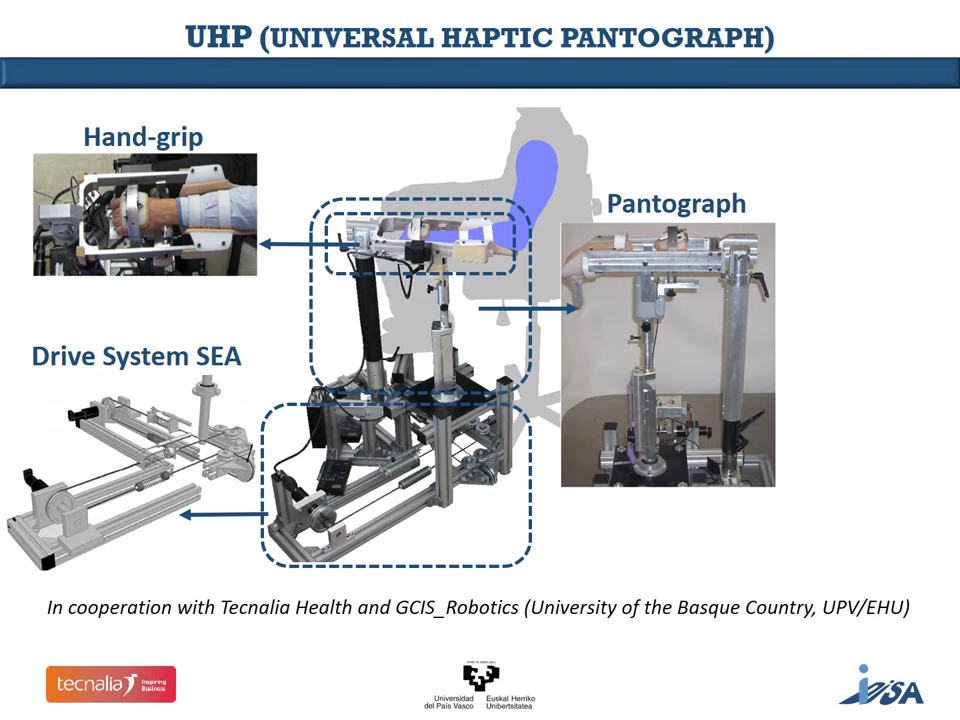 UHP (UNIVERSAL HAPTIC PANTOGRAPH)
Hand-grip
Pantograph
Drive System SEA
In cooperation with Tecnalia Health and GCIS_Robotics (University of the Basque Country, UPV/EHU)
tecnalia Inspiring Business
Universidad del País Vasco
Euskal Herriko Unibertsitatea